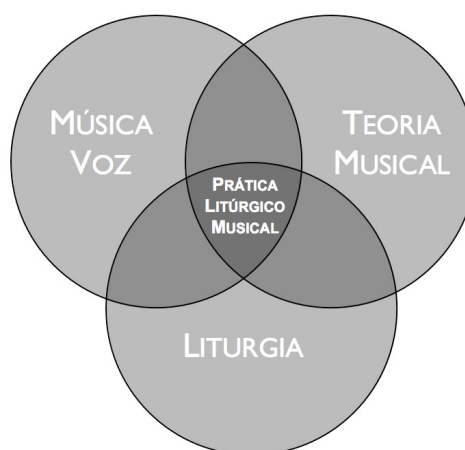 MÚSICA
VOZ
TEORIA
MUSICAL
PRÁTICA
LITÚRGICO
MUSICAL
LITURGIA